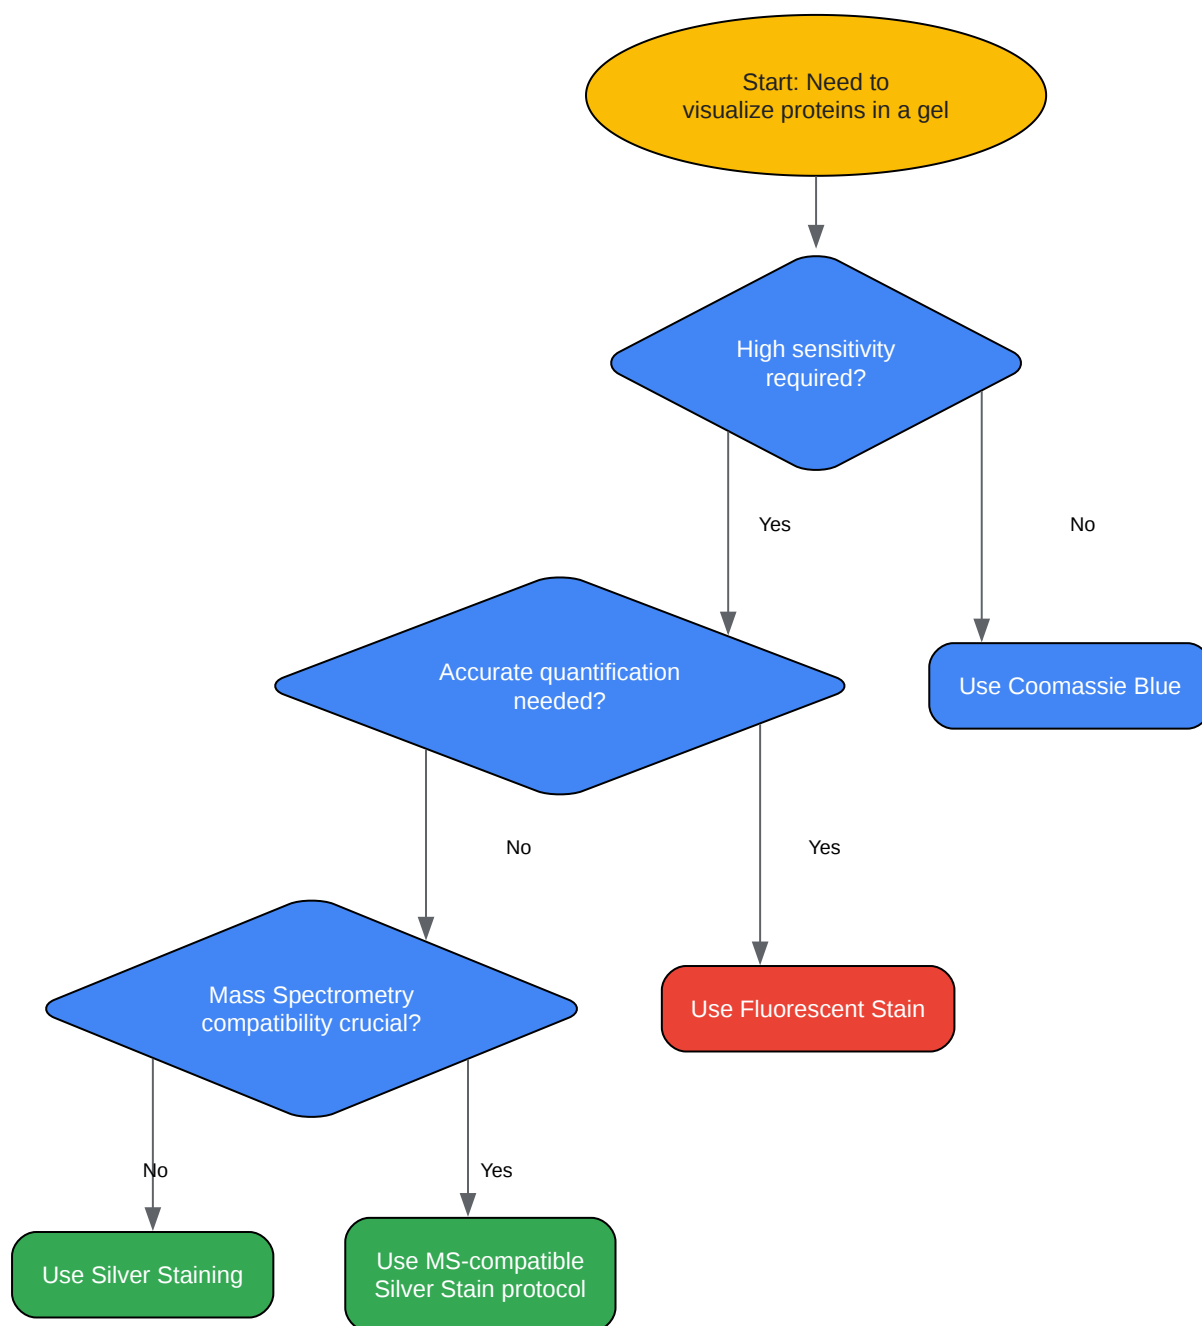 Start: Need to
visualize proteins in a gel
High sensitivity
required?
Yes
No
Accurate quantification
needed?
Use Coomassie Blue
No
Yes
Mass Spectrometry
compatibility crucial?
Use Fluorescent Stain
No
Yes
Use Silver Staining
Use MS-compatible
Silver Stain protocol